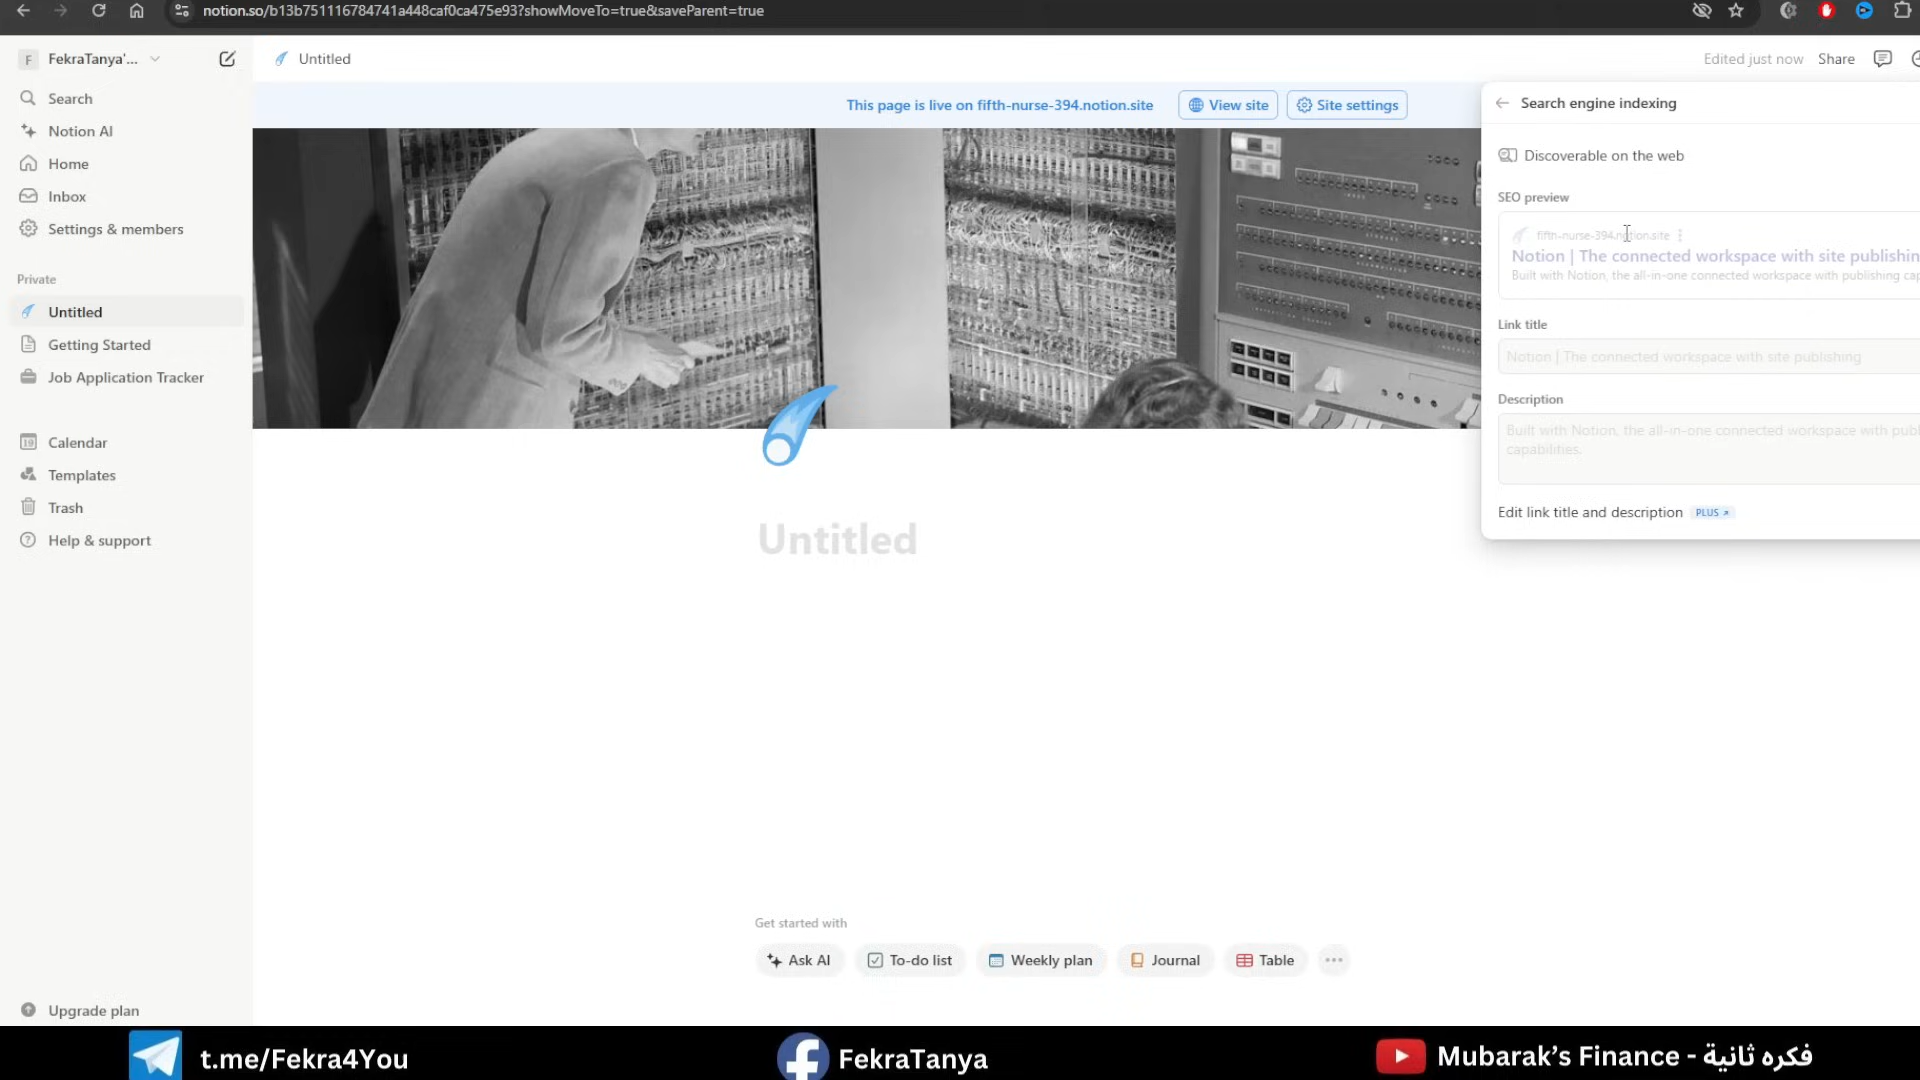 notion.so/b13b751116784741a448caf0ca475e93?showMoveTo=true&saveParent=true
F FekraTanya'...
Untitled
Edited just now Share
Search
Notion AI
Home
Inbox
Settings & members
Private
Untitled
Getting Started
Job Application Tracker
19 Calendar
Templates
Trash
Help & support
Upgrade plan
This page is live on fifth-nurse-394.notion.site View site Site settings
Untitled
Get started with
Ask AI To-do list Weekly plan Journal Table
Search engine indexing
Discoverable on the web
SEO preview
fifth-nurse-394.notion.site
Notion | The connected workspace with site publishin
Built with Notion, the all-in-one connected workspace with publishing cap
Link title
Notion | The connected workspace with site publishing
Description
Built with Notion, the all-in-one connected workspace with publ
capabilities.
Edit link title and description PLUS
t.me/Fekra4You
FekraTanya
Mubarak's Finance - فكره ثانية